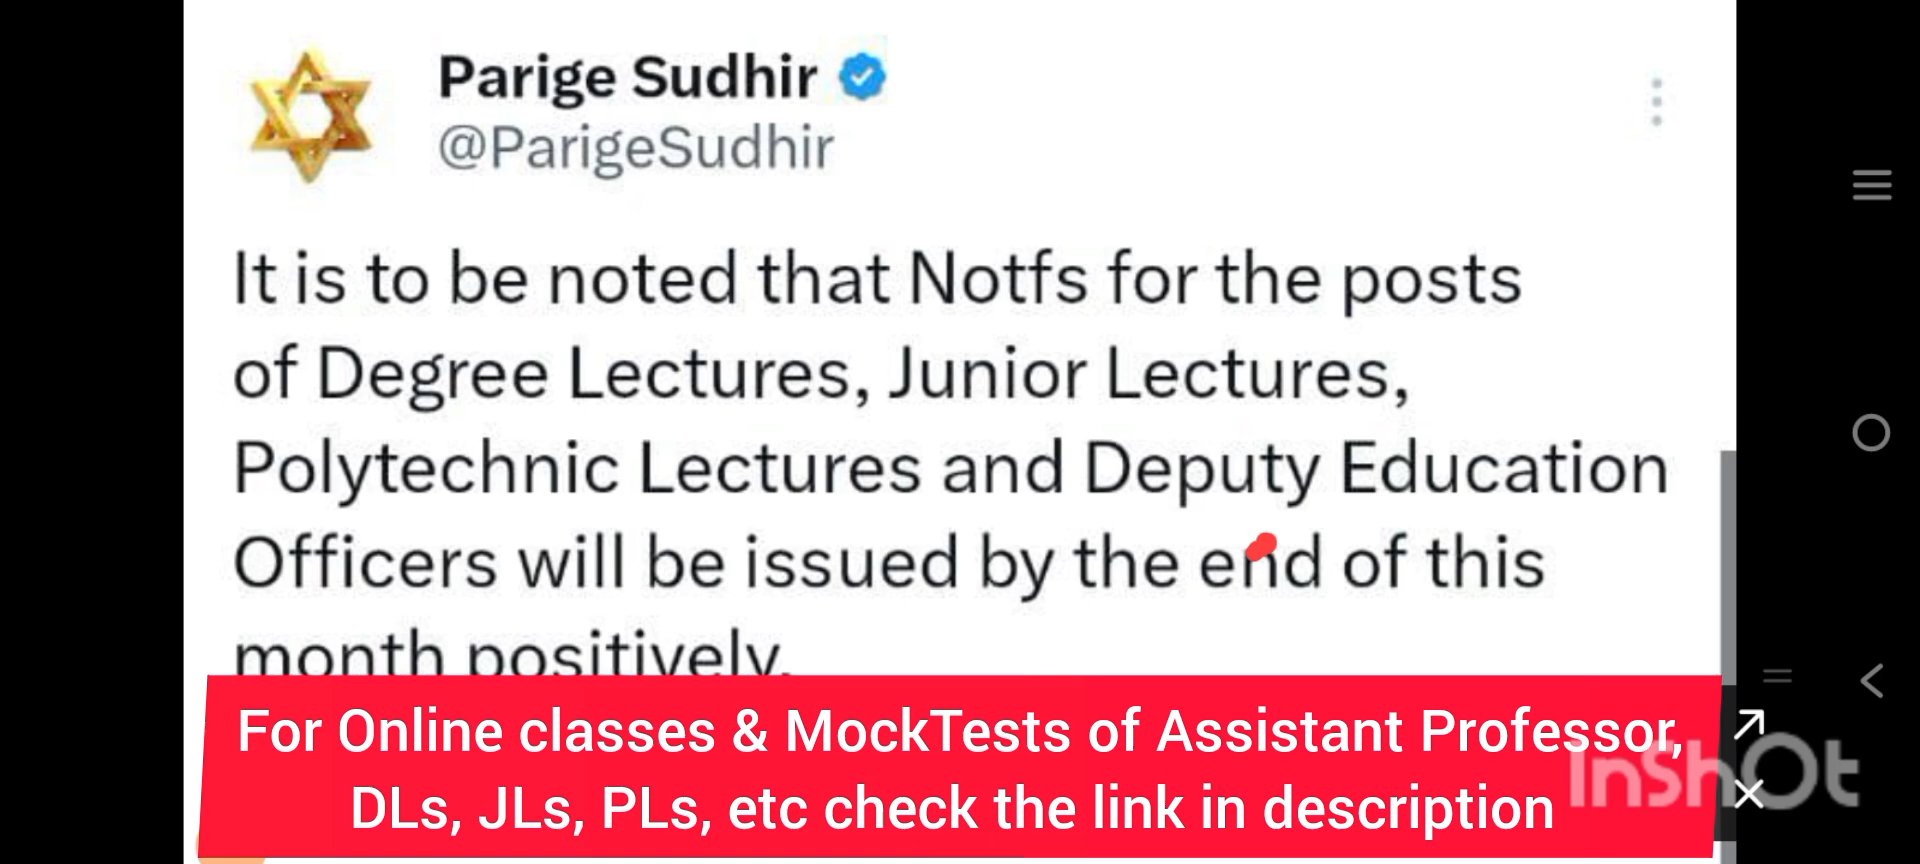 Parige Sudhir
@ParigeSudhir
It is to be noted that Notfs for the posts
of Degree Lectures, Junior Lectures,
Polytechnic Lectures and Deputy Education
Officers will be issued by the end of this
month positively.
For Online classes & MockTests of Assistant Professor,
DLs, JLs, PLs, etc check the link in description
InShOt